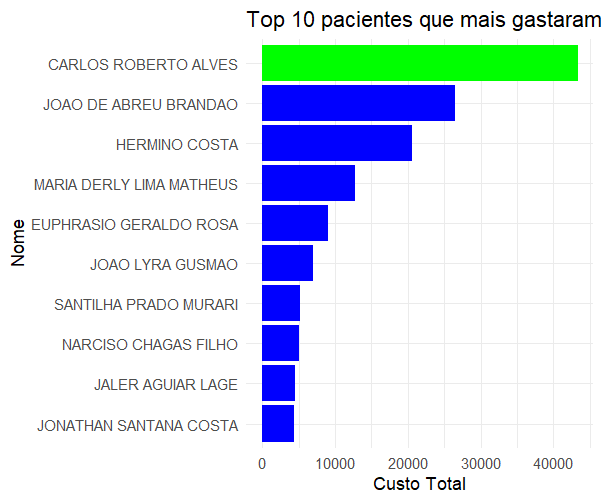 Top 10 pacientes que mais gastaram
CARLOS ROBERTO ALVES
JOAO DE ABREU BRANDAO
HERMINO COSTA
MARIA DERLY LIMA MATHEUS
EUPHRASIO GERALDO ROSA
JOAO LYRA GUSMAO
SANTILHA PRADO MURARI
NARCISO CHAGAS FILHO
JALER AGUIAR LAGE
JONATHAN SANTANA COSTA
Nome
0 10000 20000 30000 40000
Custo Total